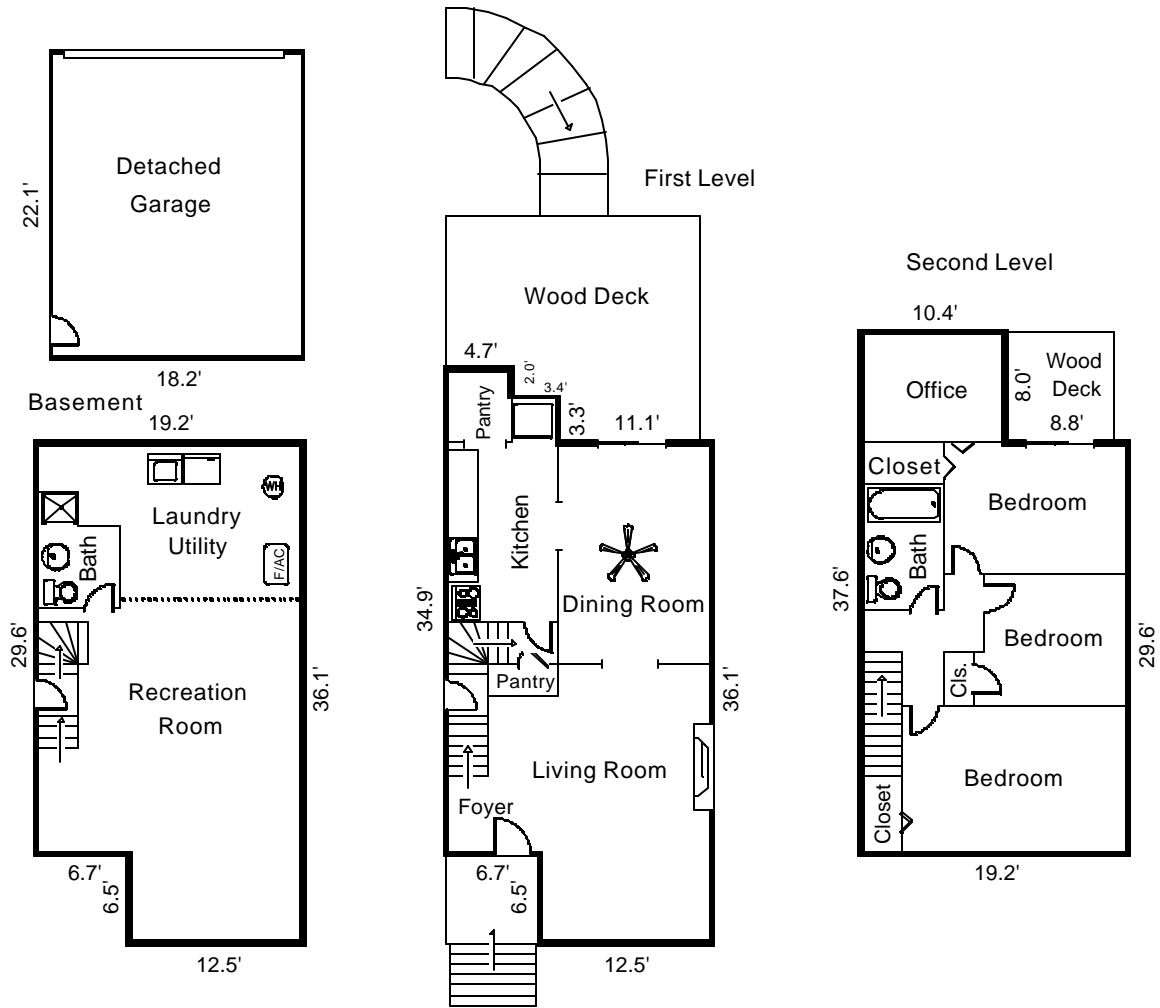 Detached
Garage
22.1'
18.2'
Basement
19.2'
Laundry
Utility
WH
F/AC
Bath
29.6'
Recreation
Room
36.1'
6.7'
6.5'
12.5'
First Level
Wood Deck
4.7'
2.0'
3.4'
3.3'
11.1'
Pantry
Kitchen
Dining Room
34.9'
Pantry
36.1'
Living Room
Foyer
6.7'
6.5'
12.5'
Second Level
10.4'
Office
8.0'
Wood
Deck
8.8'
Closet
Bedroom
Bath
37.6'
Bedroom
29.6'
Cls.
Bedroom
Closet
19.2'